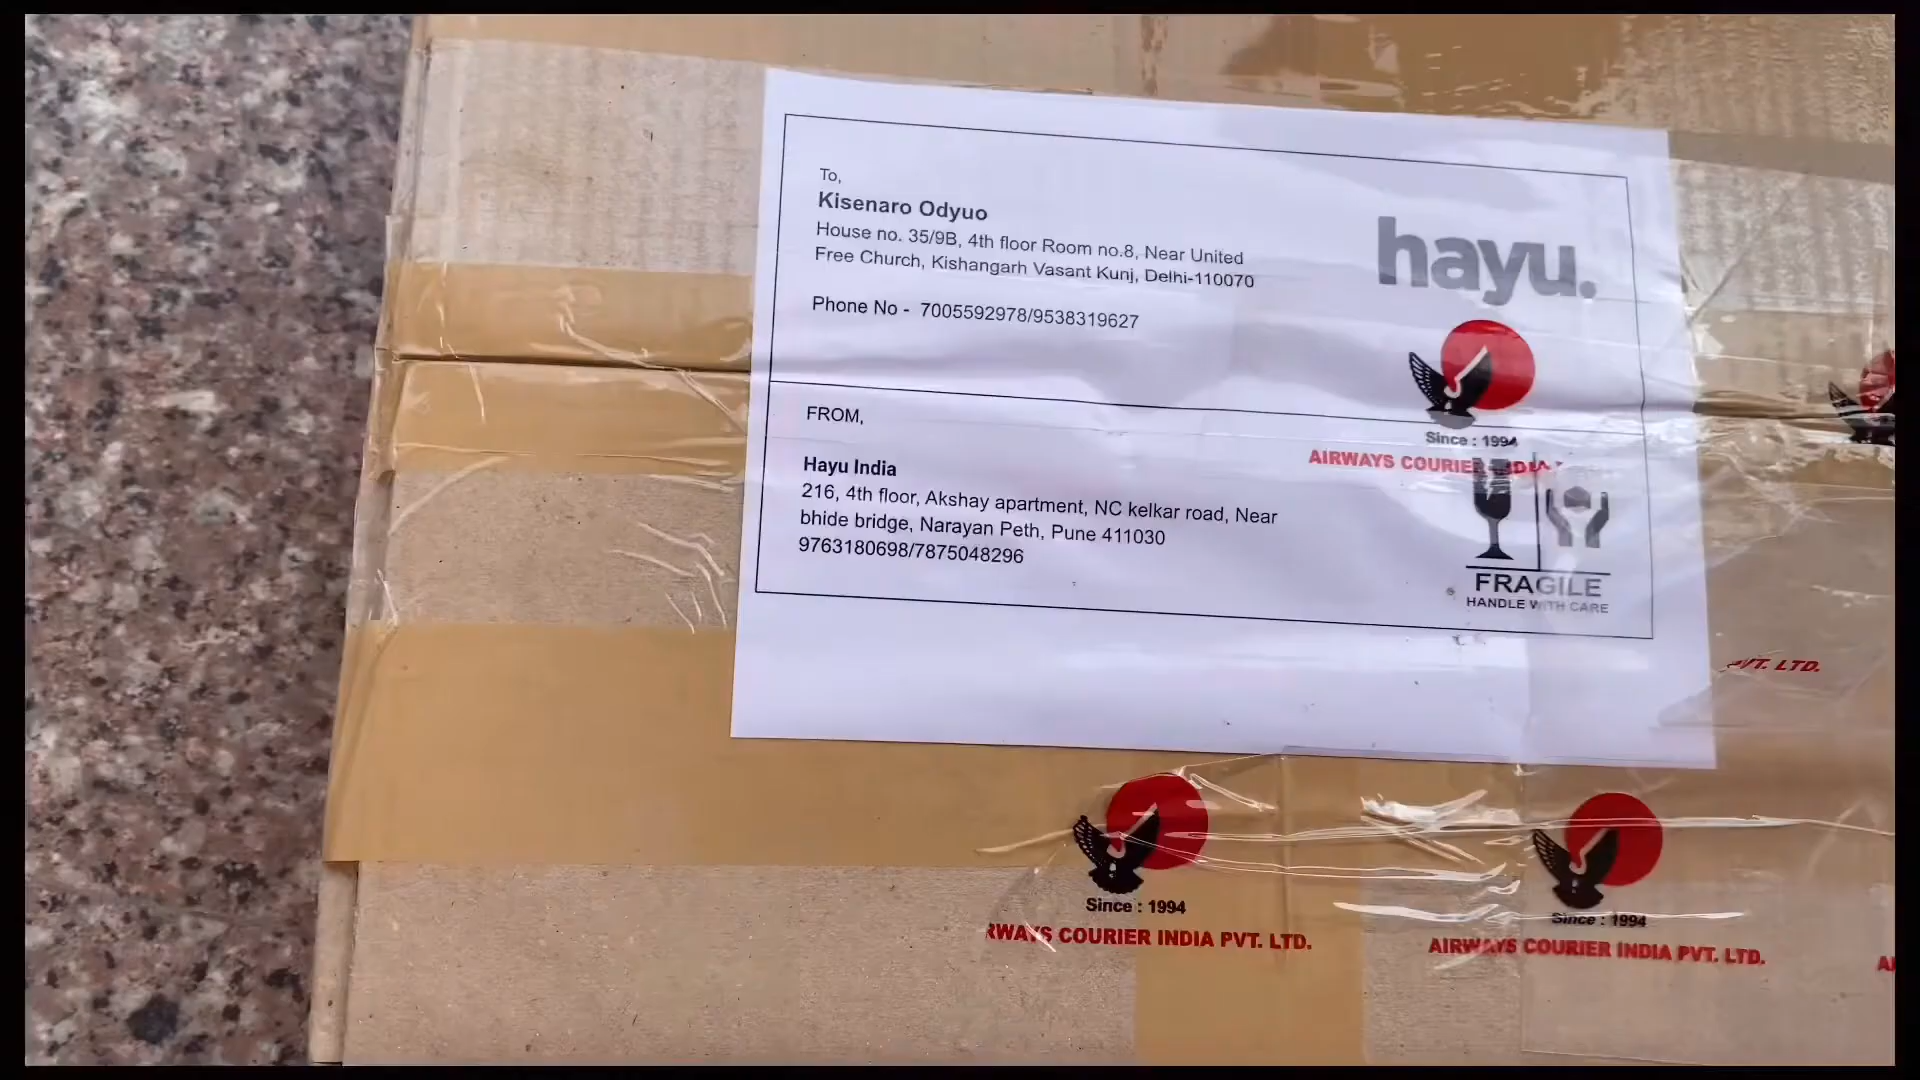 To,
Kisenaro Odyuo
House no. 35/9B, 4th floor Room no.8, Near United
Free Church, Kishangarh Vasant Kunj, Delhi-110070
Phone No - 7005592978/9538319627
hayu.
Since : 1994
AIRWAYS COURIER INDIA
FROM,
Hayu India
216, 4th floor, Akshay apartment, NC kelkar road, Near
bhide bridge, Narayan Peth, Pune 411030
9763180698/7875048296
FRAGILE
HANDLE WITH CARE
PVT. LTD.
Since : 1994
RWAYS COURIER INDIA PVT. LTD.
Since : 1994
AIRWAYS COURIER INDIA PVT. LTD.